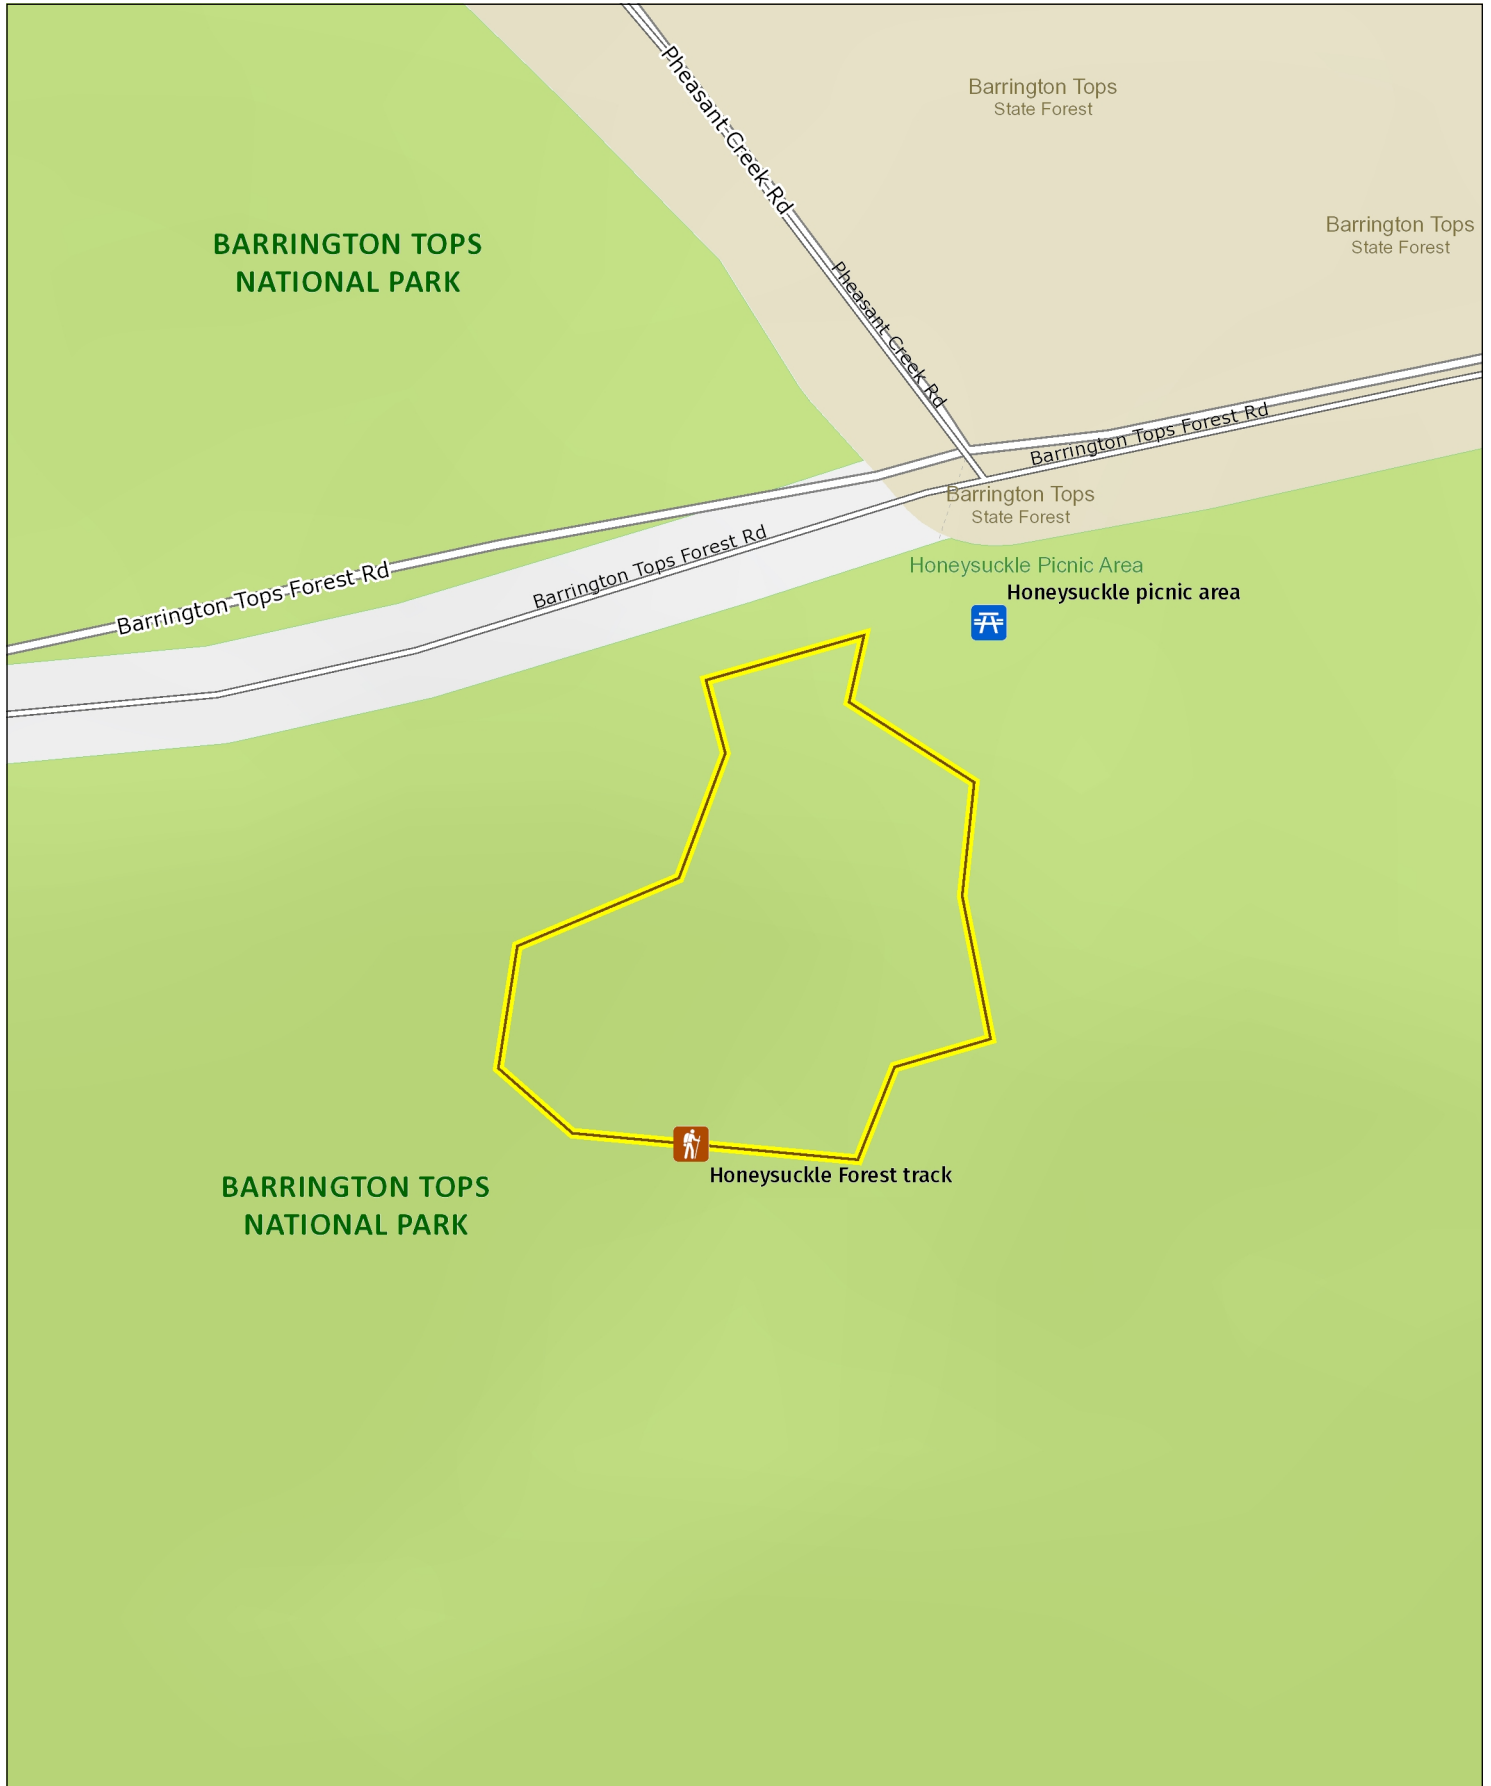 Pheasant Creek Rd
Barrington Tops
State Forest
Barrington Tops
State Forest
BARRINGTON TOPS
NATIONAL PARK
Pheasant Creek Rd
Barrington Tops Forest Rd
Barrington Tops
State Forest
Barrington Tops Forest Rd
Barrington Tops Forest Rd
Honeysuckle Picnic Area
Honeysuckle picnic area
Honeysuckle Forest track
BARRINGTON TOPS
NATIONAL PARK